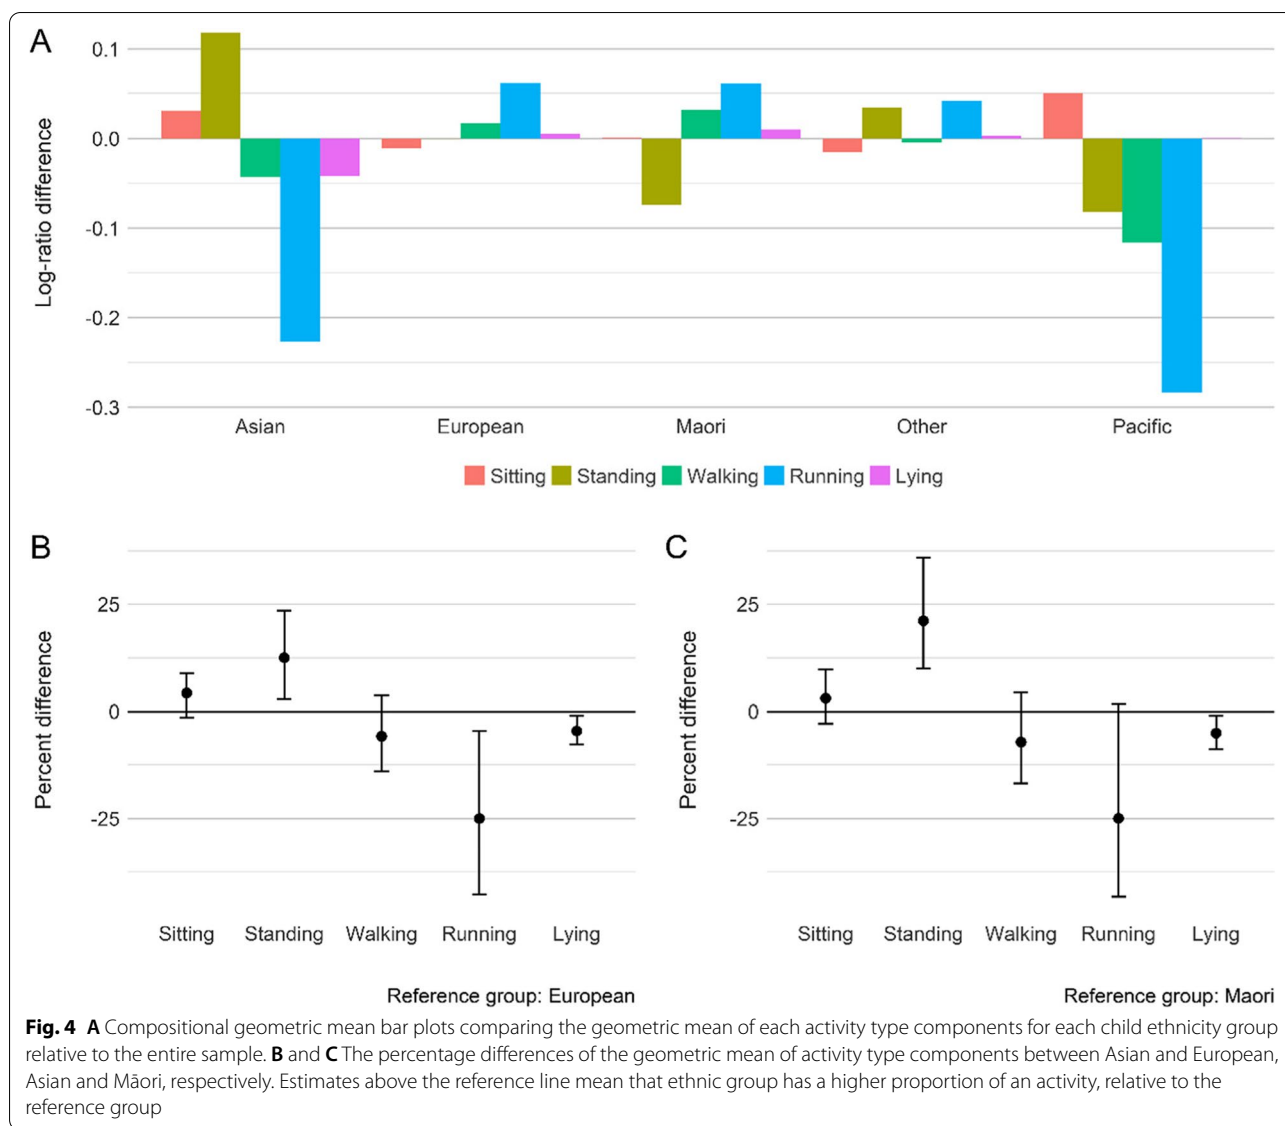 A
Log-ratio difference
0.1
0.0
-0.1
-0.2
-0.3
Asian European Maori Other Pacific
Sitting Standing Walking Running Lying
B
Percent difference
25
0
-25
Sitting Standing Walking Running Lying
Reference group: European
C
Percent difference
25
0
-25
Sitting Standing Walking Running Lying
Reference group: Maori
Fig. 4 A Compositional geometric mean bar plots comparing the geometric mean of each activity type components for each child ethnicity group
relative to the entire sample. B and C The percentage differences of the geometric mean of activity type components between Asian and European,
Asian and Māori, respectively. Estimates above the reference line mean that ethnic group has a higher proportion of an activity, relative to the
reference group